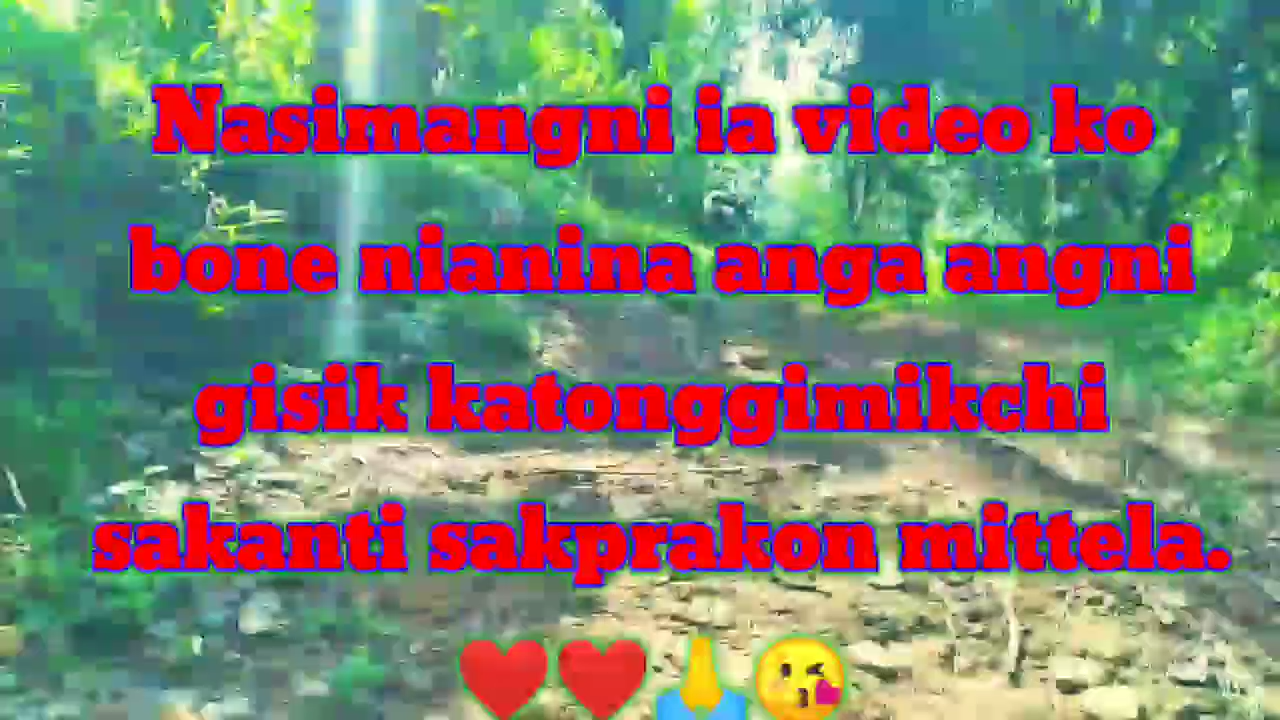 Nasimangni ia video ko
bone nianina anga angni
gisik katonggimikchi
sakanti sakprakon mittela.
❤️❤️🙏😘